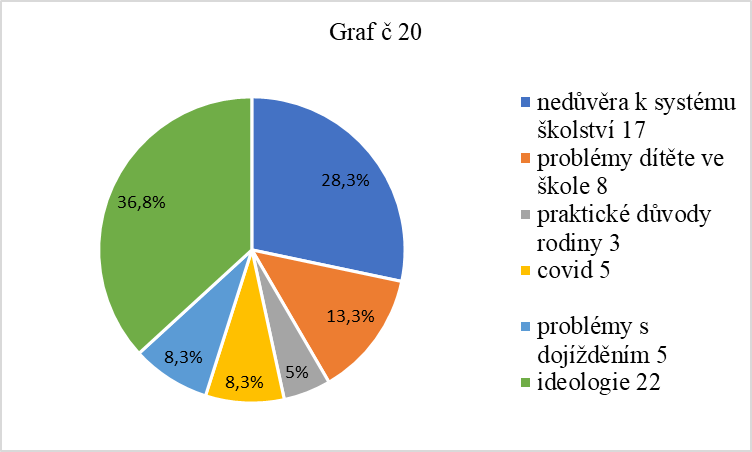 Graf č 20
nedůvěra k systému
školství 17
problémy dítěte ve
škole 8
praktické důvody
rodiny 3
covid 5
problémy s
dojížděním 5
ideologie 22
28,3%
13,3%
5%
8,3%
8,3%
36,8%